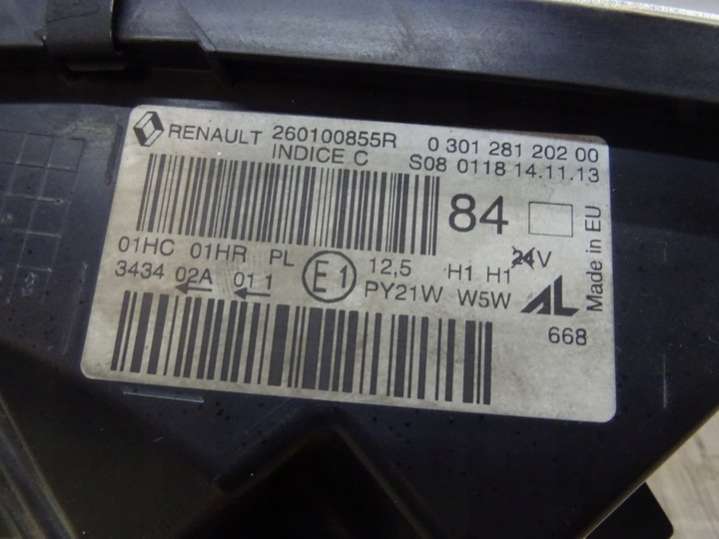 RENAULT 260100855R 0 301 281 202 00
INDICE C S08 0118 14.11.13
84
Made in EU
01HC 01HR PL E1 12,5 H1 H1 24V
3434 02A 01 1 PY21W W5W AL
668